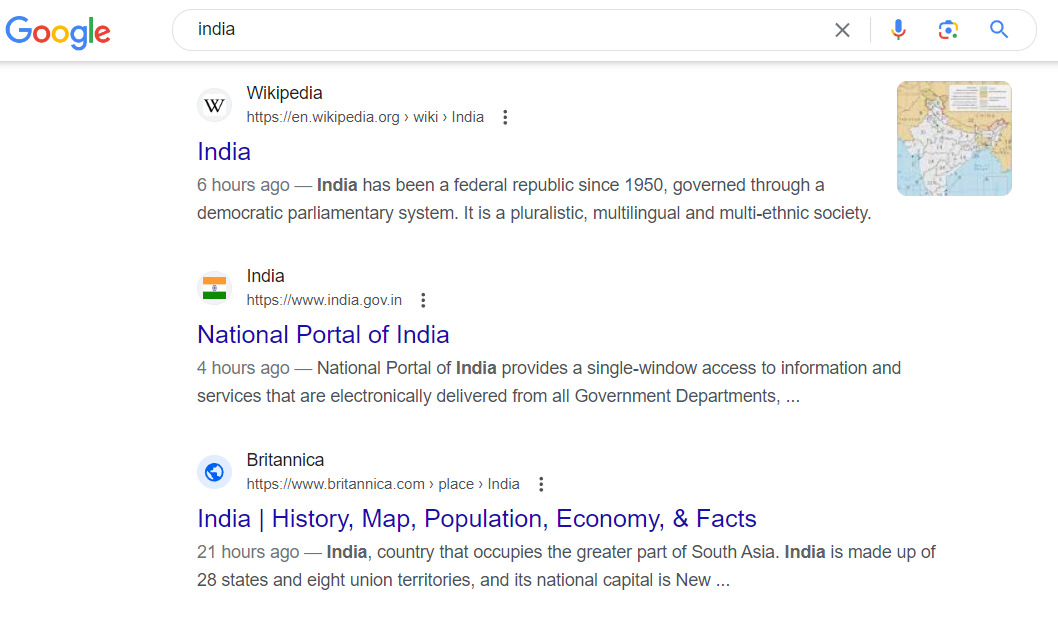 Google
india
W
Wikipedia
https://en.wikipedia.org › wiki › India
India
6 hours ago — India has been a federal republic since 1950, governed through a
democratic parliamentary system. It is a pluralistic, multilingual and multi-ethnic society.
India
https://www.india.gov.in
National Portal of India
4 hours ago — National Portal of India provides a single-window access to information and
services that are electronically delivered from all Government Departments, ...
Britannica
https://www.britannica.com › place › India
India | History, Map, Population, Economy, & Facts
21 hours ago — India, country that occupies the greater part of South Asia. India is made up of
28 states and eight union territories, and its national capital is New ...